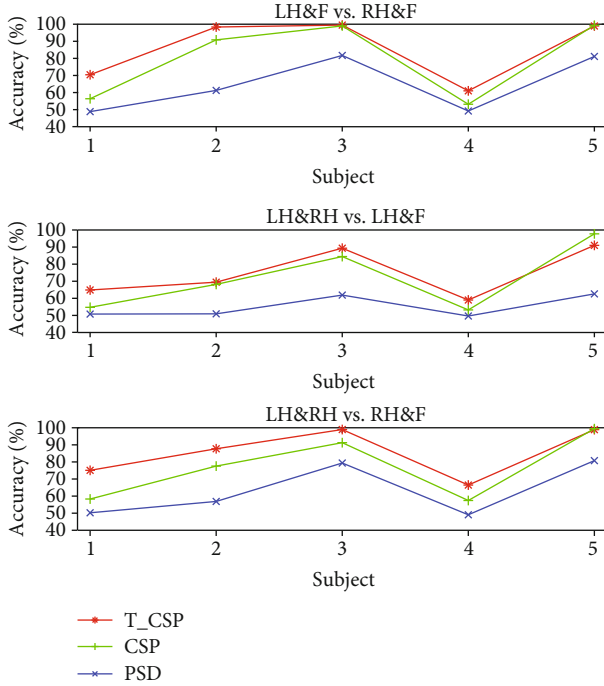 LH&F vs. RH&F
Accuracy (%)
100
90
80
70
60
50
40
1 2 3 4 5
Subject
LH&RH vs. LH&F
Accuracy (%)
100
90
80
70
60
50
40
1 2 3 4 5
Subject
LH&RH vs. RH&F
Accuracy (%)
100
90
80
70
60
50
40
1 2 3 4 5
Subject
T_CSP
CSP
PSD